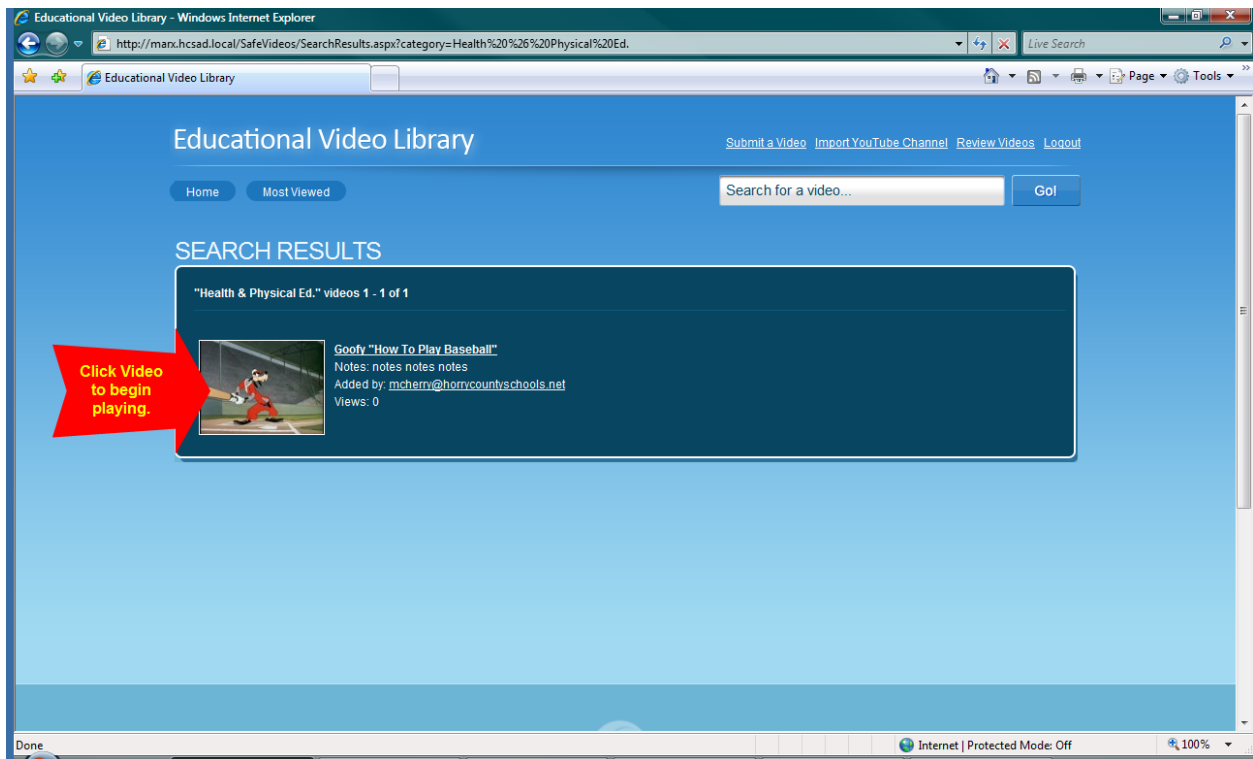 Educational Video Library - Windows Internet Explorer
http://marx.hcsad.local/SafeVideos/SearchResults.aspx?category=Health%20%26%20Physical%20Ed.
Live Search
Educational Video Library
Page
Tools
Educational Video Library
Submit a Video Import YouTube Channel Review Videos Logout
Home
Most Viewed
Search for a video...
Go!
SEARCH RESULTS
"Health & Physical Ed." videos 1 - 1 of 1
Click Video
to begin
playing.
Goofy "How To Play Baseball"
Notes: notes notes notes
Added by: mcherry@horrycountyschools.net
Views: 0
Done
Internet | Protected Mode: Off
100%